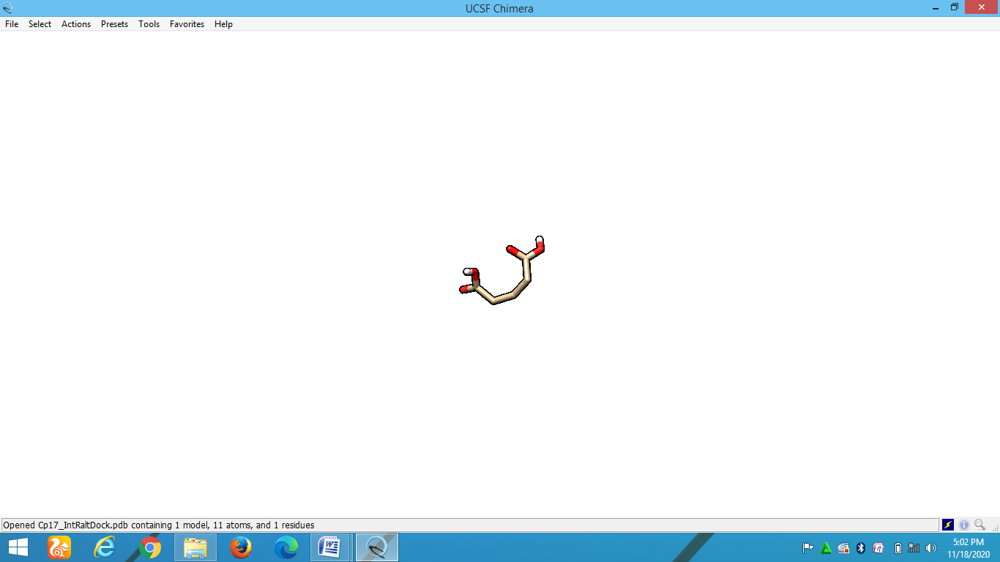 UCSF Chimera
File Select Actions Presets Tools Favorites Help
Opened Cp17_IntRaltDock.pdb containing 1 model, 11 atoms, and 1 residues
5:02 PM
11/18/2020